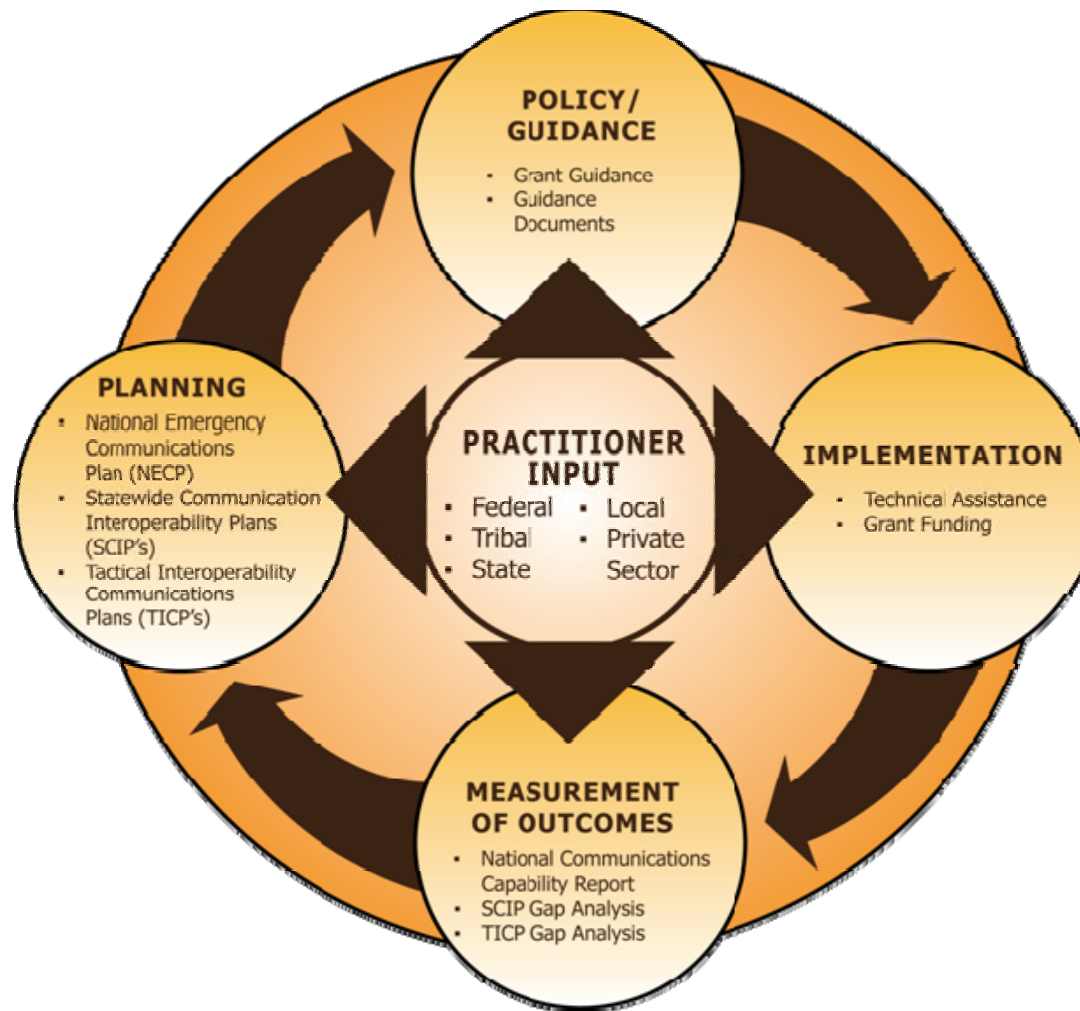 POLICY/
GUIDANCE
▪ Grant Guidance
▪ Guidance
Documents
PLANNING
▪ National Emergency
Communications
Plan (NECP)
▪ Statewide Communication
Interoperability Plans
(SCIP's)
▪ Tactical Interoperability
Communications
Plans (TICP's)
PRACTITIONER
INPUT
▪ Federal
▪ Tribal
▪ State
▪ Local
▪ Private
Sector
IMPLEMENTATION
▪ Technical Assistance
▪ Grant Funding
MEASUREMENT
OF OUTCOMES
▪ National Communications
Capability Report
▪ SCIP Gap Analysis
▪ TICP Gap Analysis